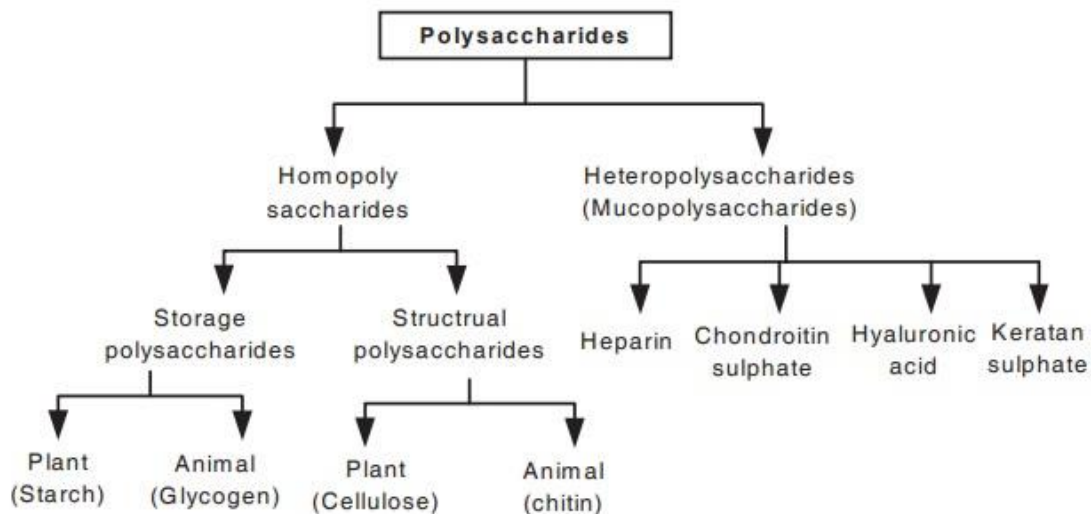 Polysaccharides
Homopoly
saccharides
Heteropolysaccharides
(Mucopolysaccharides)
Storage
polysaccharides
Structrual
polysaccharides
Heparin
Chondroitin
sulphate
Hyaluronic
acid
Keratan
sulphate
Plant
(Starch)
Animal
(Glycogen)
Plant
(Cellulose)
Animal
(chitin)